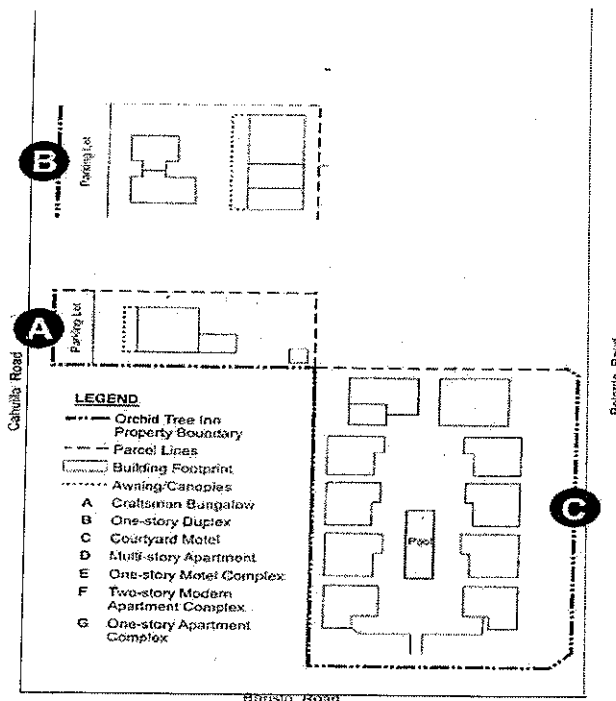 B
Parking Lot
A
Parking Lot
Cahuilla Road
LEGEND
Orchid Tree Inn
Property Boundary
Parcel Lines
Building Footprint
Awning/Canopies
A Craftsman Bungalow
B One-story Duplex
C Courtyard Motel
D Multi-story Apartment
E One-story Motel Complex
F Two-story Modern
Apartment Complex
G One-story Apartment
Complex
Pool
C
Road
Baristo Road